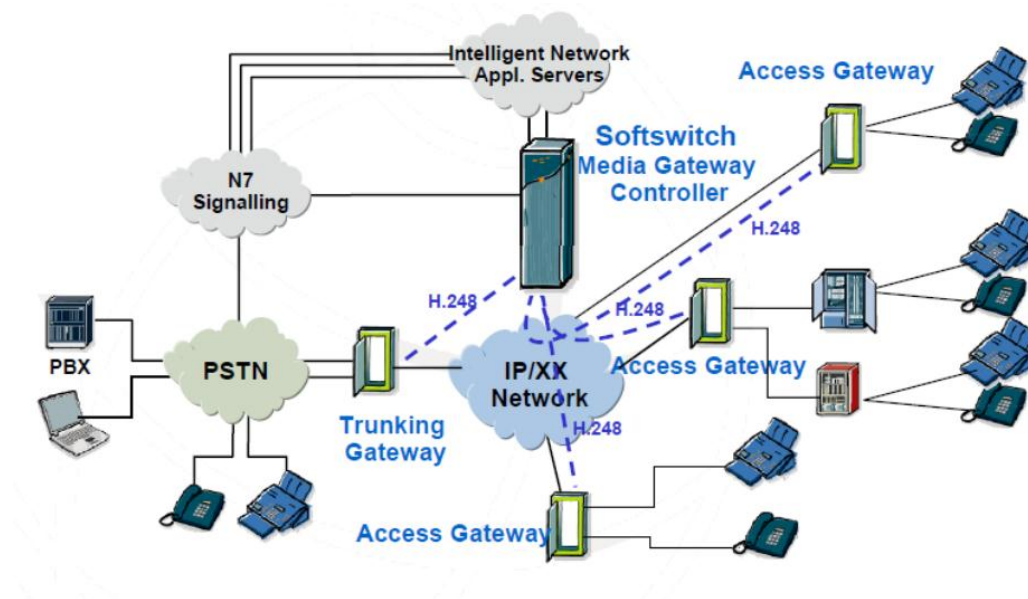 Intelligent Network
Appl. Servers
Access Gateway
Softswitch
Media Gateway
Controller
N7
Signalling
H.248
H.248
H.248
PBX
PSTN
IP/XX
Network
Access Gateway
Trunking
Gateway
H.248
Access Gateway